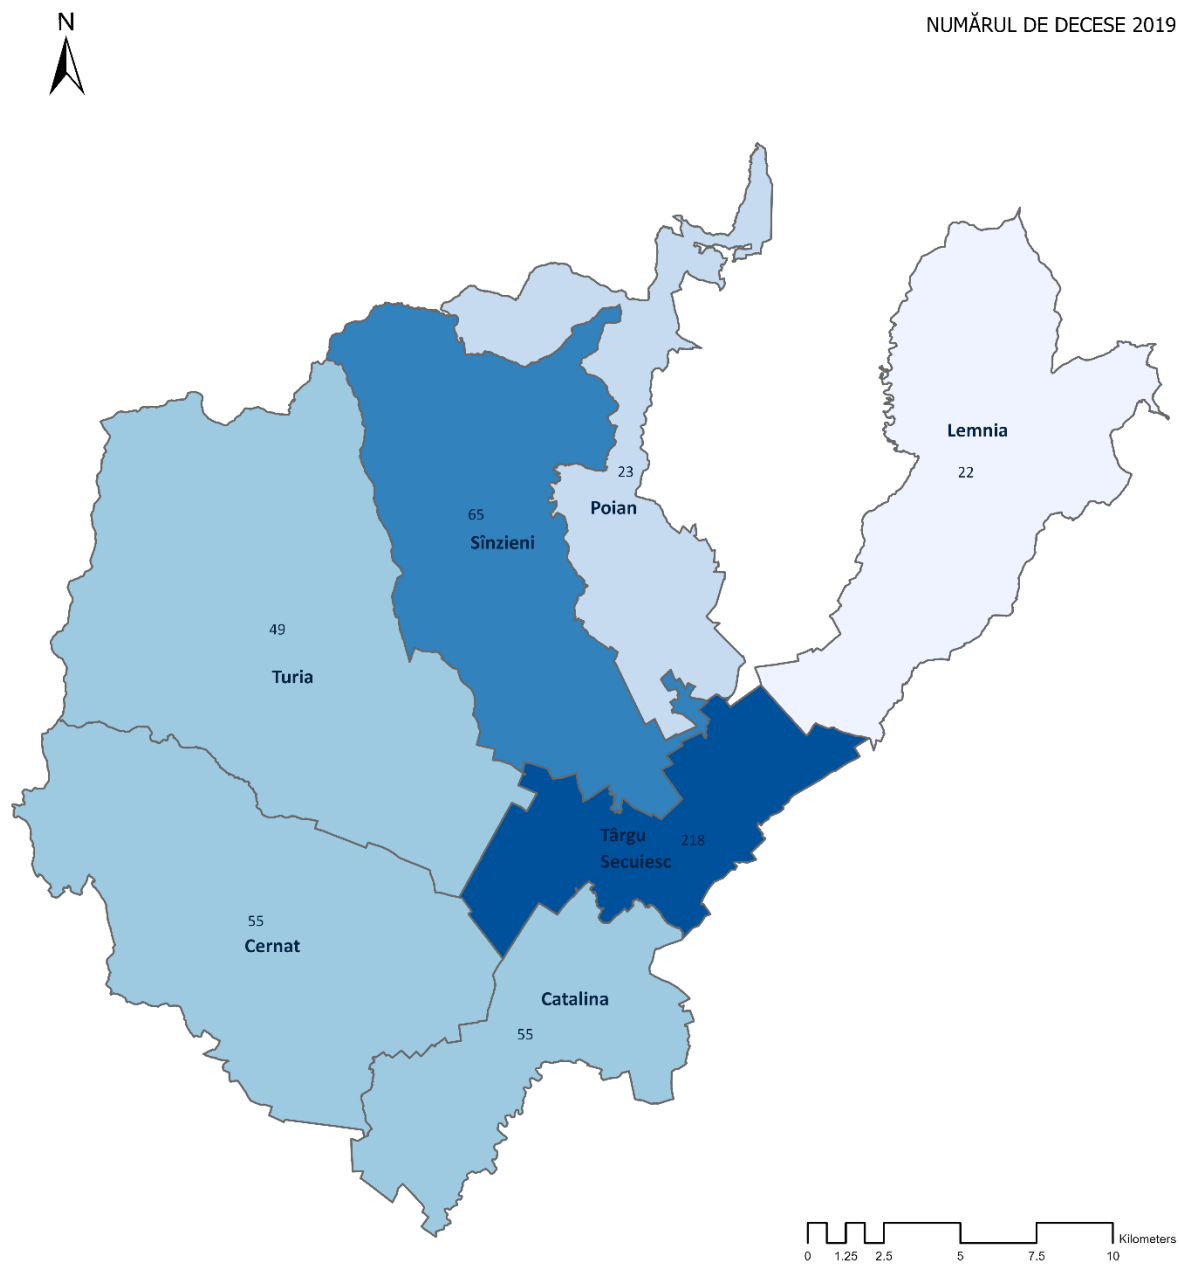 N
NUMĂRUL DE DECESE 2019
Lemnia
22
23
Poian
65
Sînzieni
49
Turia
Târgu
Secuiesc
218
55
Cernat
Catalina
55
Kilometers
0 1.25 2.5 5 7.5 10